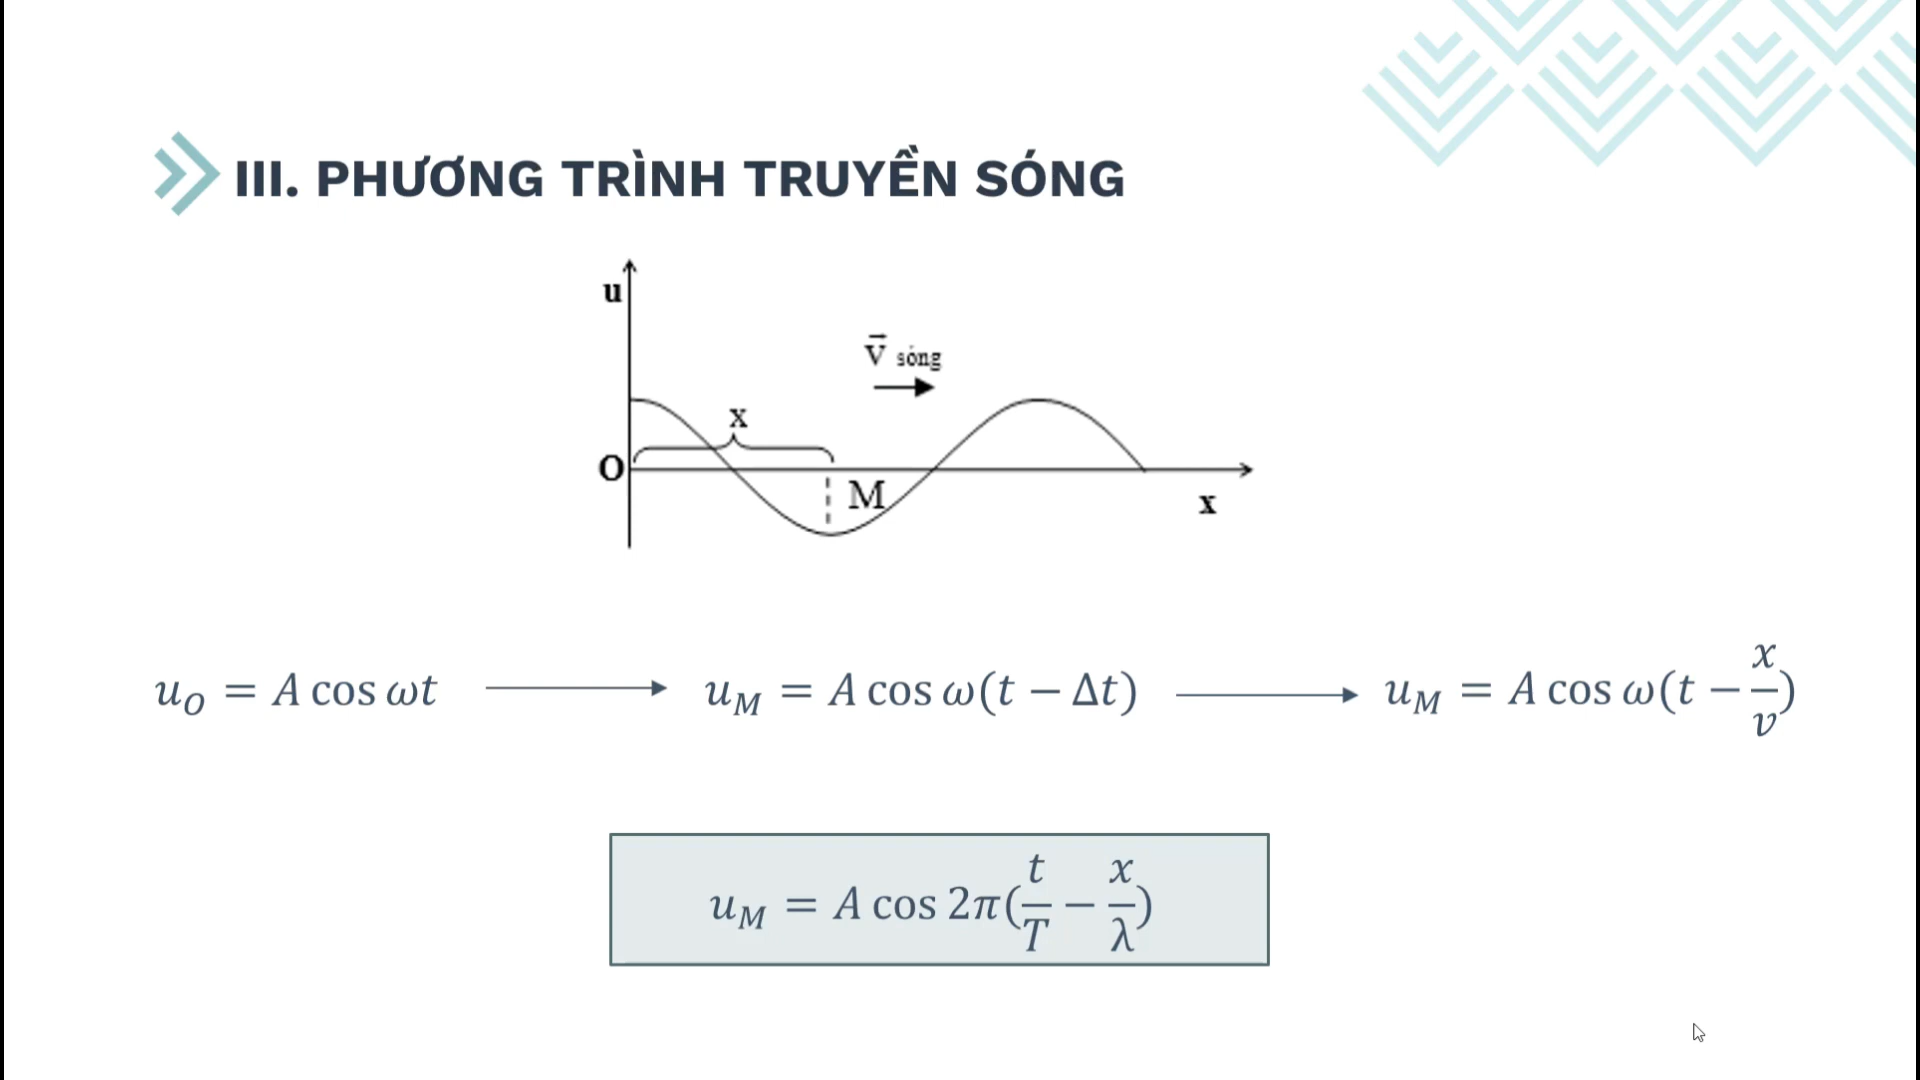 III. PHƯƠNG TRÌNH TRUYỀN SÓNG
u
v⃗ sóng
x
O
M
x
u_O = A cos ωt ⟶ u_M = A cos ω(t − Δt) ⟶ u_M = A cos ω(t − x/v)
u_M = A cos 2π(t/T − x/λ)